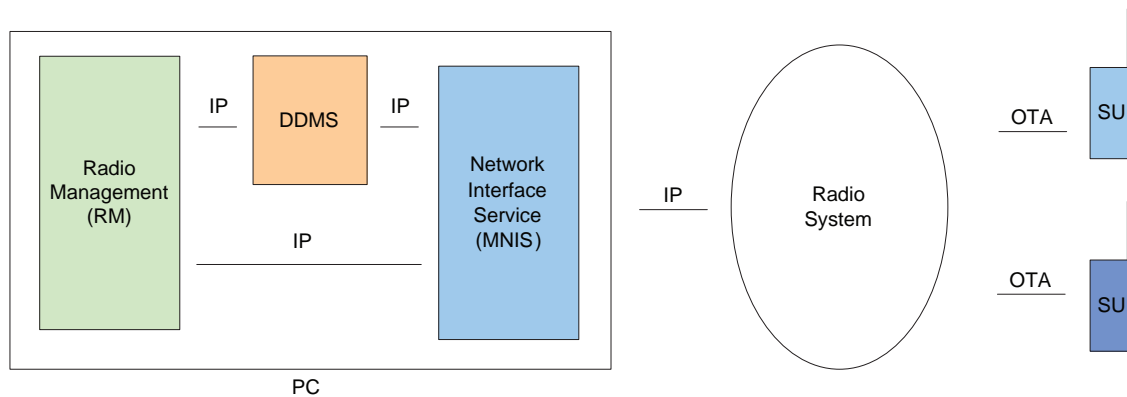 IP
DDMS
IP
Radio
Management
(RM)
IP
Network
Interface
Service
(MNIS)
IP
Radio
System
OTA
SU
OTA
SU
PC